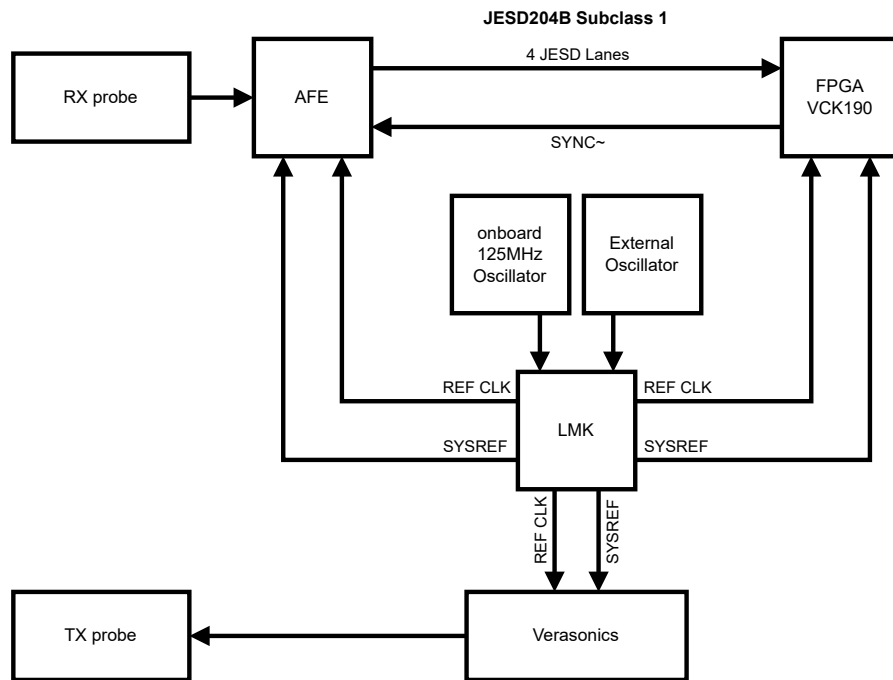 JESD204B Subclass 1
RX probe
AFE
4 JESD Lanes
SYNC~
FPGA
VCK190
onboard
125MHz
Oscillator
External
Oscillator
REF CLK
REF CLK
LMK
SYSREF
SYSREF
REF CLK
SYSREF
TX probe
Verasonics